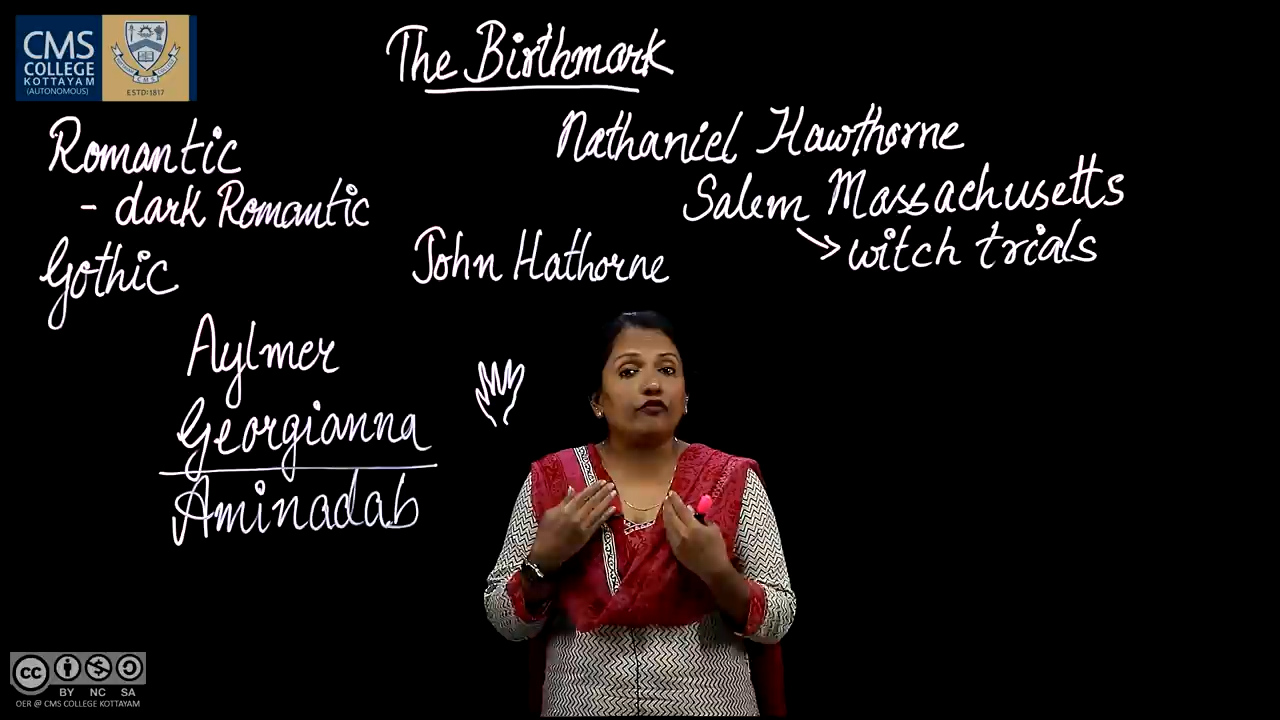 CMS
COLLEGE
KOTTAYAM
(AUTONOMOUS)
ESTD:1817
The Birthmark
Nathaniel Hawthorne
Salem Massachusetts
witch trials
Romantic
- dark Romantic
Gothic
John Hathorne
Aylmer
Georgianna
Aminadab
cc
BY NC SA
OER @ CMS COLLEGE KOTTAYAM